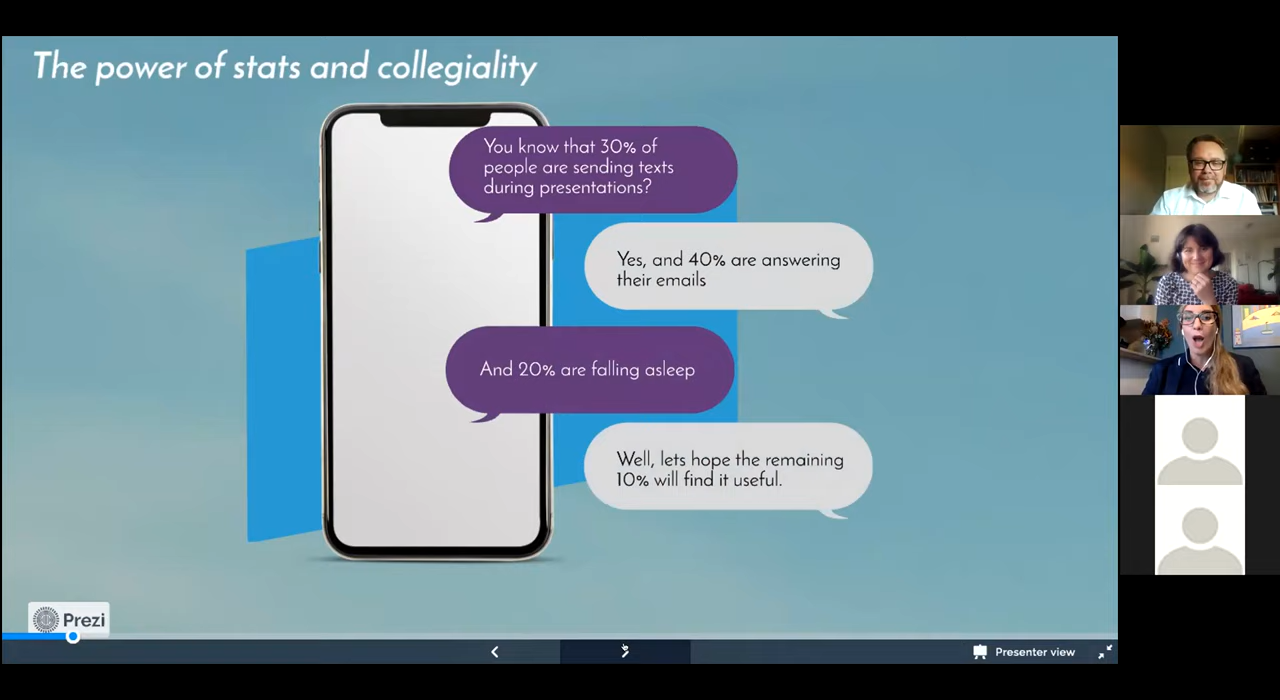 The power of stats and collegiality
You know that 30% of
people are sending texts
during presentations?
Yes, and 40% are answering
their emails
And 20% are falling asleep
Well, lets hope the remaining
10% will find it useful.
Prezi
Presenter view